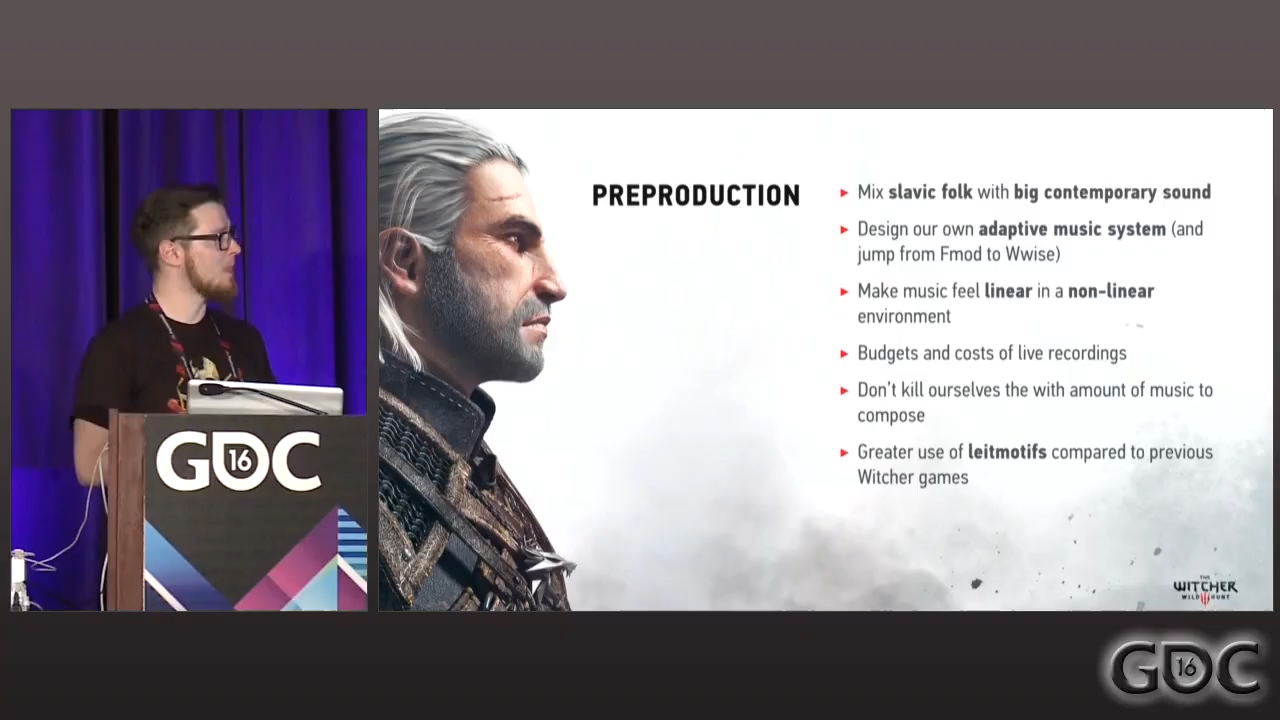 PREPRODUCTION
Mix slavic folk with big contemporary sound
Design our own adaptive music system (and
jump from Fmod to Wwise)
Make music feel linear in a non-linear
environment
Budgets and costs of live recordings
Don't kill ourselves the with amount of music to
compose
Greater use of leitmotifs compared to previous
Witcher games
THE
WITCHER
WILD HUNT
GDC
16
GDC
16